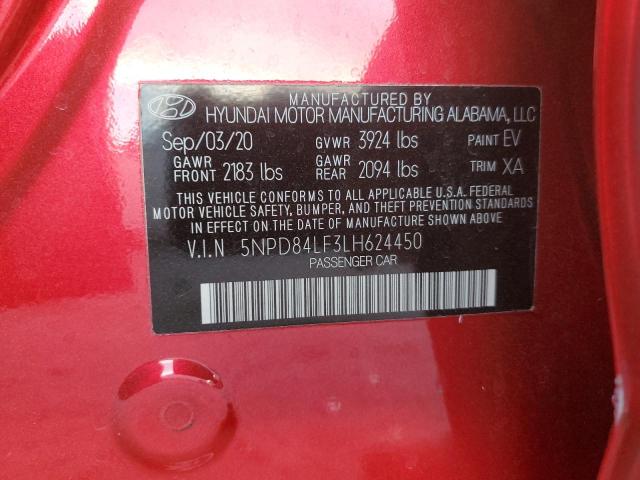 MANUFACTURED BY
HYUNDAI MOTOR MANUFACTURING ALABAMA, LLC
Sep/03/20 GVWR 3924 lbs PAINT EV
GAWR FRONT 2183 lbs GAWR REAR 2094 lbs TRIM XA
THIS VEHICLE CONFORMS TO ALL APPLICABLE U.S.A. FEDERAL
MOTOR VEHICLE SAFETY, BUMPER, AND THEFT PREVENTION STANDARDS
IN EFFECT ON THE DATE OF MANUFACTURE SHOWN ABOVE.
V.I.N 5NPD84LF3LH624450
PASSENGER CAR